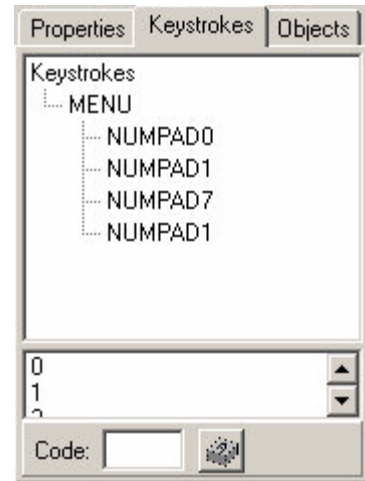 Properties Keystrokes Objects
Keystrokes
MENU
NUMPAD0
NUMPAD1
NUMPAD7
NUMPAD1
0
1
Code: